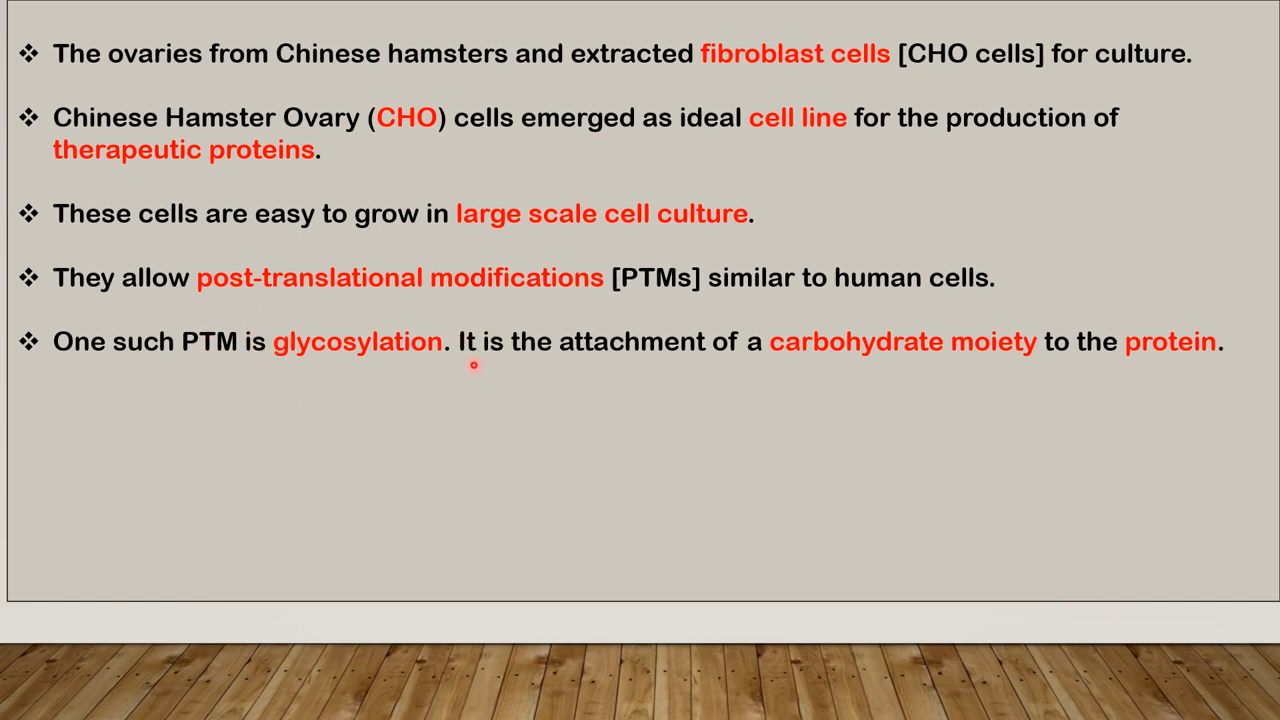 ❖ The ovaries from Chinese hamsters and extracted fibroblast cells [CHO cells] for culture.
❖ Chinese Hamster Ovary (CHO) cells emerged as ideal cell line for the production of
therapeutic proteins.
❖ These cells are easy to grow in large scale cell culture.
❖ They allow post-translational modifications [PTMs] similar to human cells.
❖ One such PTM is glycosylation. It is the attachment of a carbohydrate moiety to the protein.